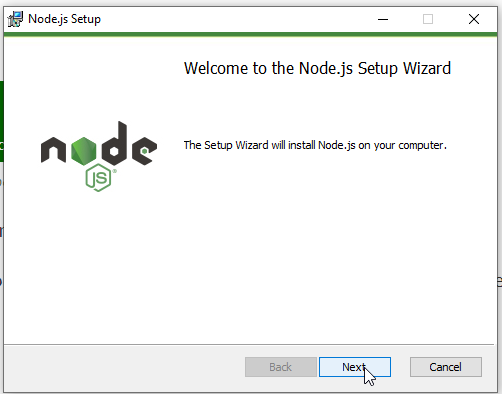 Node.js Setup
Welcome to the Node.js Setup Wizard
node
JS
The Setup Wizard will install Node.js on your computer.
Back
Next
Cancel